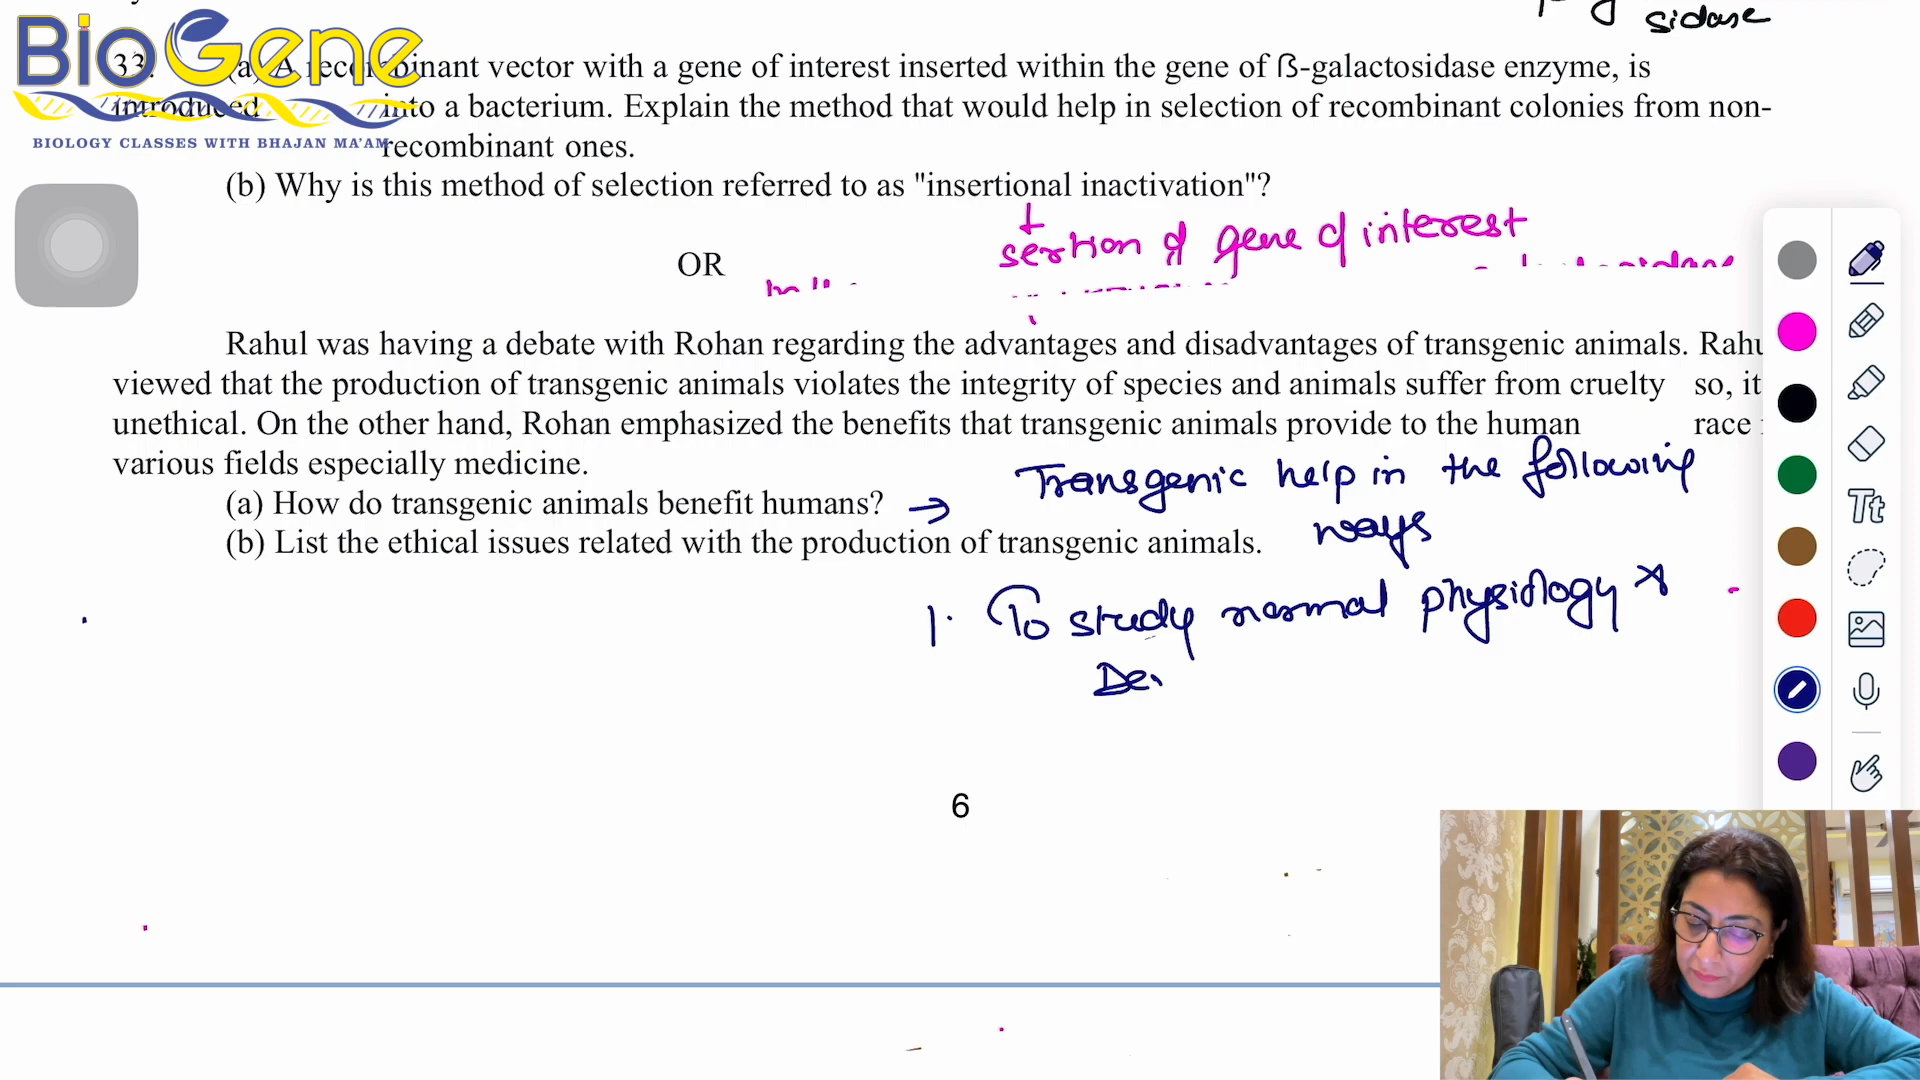 sidase
BioGene
BIOLOGY CLASSES WITH BHAJAN MA'AM
33. (a) A recombinant vector with a gene of interest inserted within the gene of ß-galactosidase enzyme, is
introduced into a bacterium. Explain the method that would help in selection of recombinant colonies from non-
recombinant ones.
(b) Why is this method of selection referred to as "insertional inactivation"?
sertion of gene of interest
OR
Rahul was having a debate with Rohan regarding the advantages and disadvantages of transgenic animals. Rahu
viewed that the production of transgenic animals violates the integrity of species and animals suffer from cruelty so, it
unethical. On the other hand, Rohan emphasized the benefits that transgenic animals provide to the human race
various fields especially medicine.
Transgenic help in the following
(a) How do transgenic animals benefit humans? →
ways
(b) List the ethical issues related with the production of transgenic animals.
1. To study normal physiology &
De
6
Tt